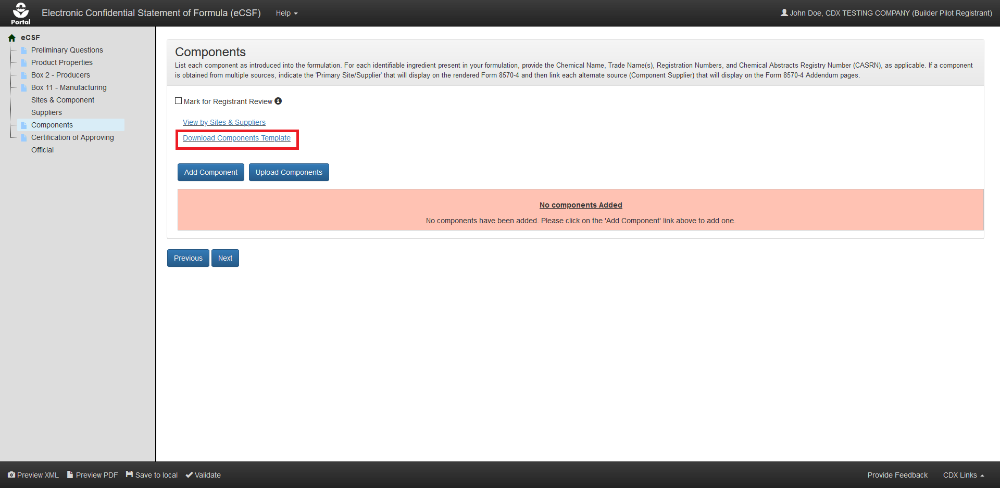 Portal
Electronic Confidential Statement of Formula (eCSF)
Help
John Doe, CDX TESTING COMPANY (Builder Pilot Registrant)
eCSF
Preliminary Questions
Product Properties
Box 2 - Producers
Box 11 - Manufacturing
Sites & Component
Suppliers
Components
Certification of Approving
Official
Components
List each component as introduced into the formulation. For each identifiable ingredient present in your formulation, provide the Chemical Name, Trade Name(s), Registration Numbers, and Chemical Abstracts Registry Number (CASRN), as applicable. If a component
is obtained from multiple sources, indicate the 'Primary Site/Supplier' that will display on the rendered Form 8570-4 and then link each alternate source (Component Supplier) that will display on the Form 8570-4 Addendum pages.
Mark for Registrant Review
View by Sites & Suppliers
Download Components Template
Add Component
Upload Components
No components Added
No components have been added. Please click on the 'Add Component' link above to add one.
Previous
Next
Preview XML
Preview PDF
Save to local
Validate
Provide Feedback
CDX Links